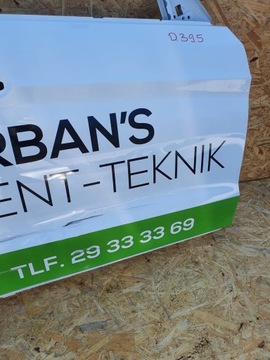 D395
RBAN'S
ENT-TEKNIK
TLF. 29 33 33 69